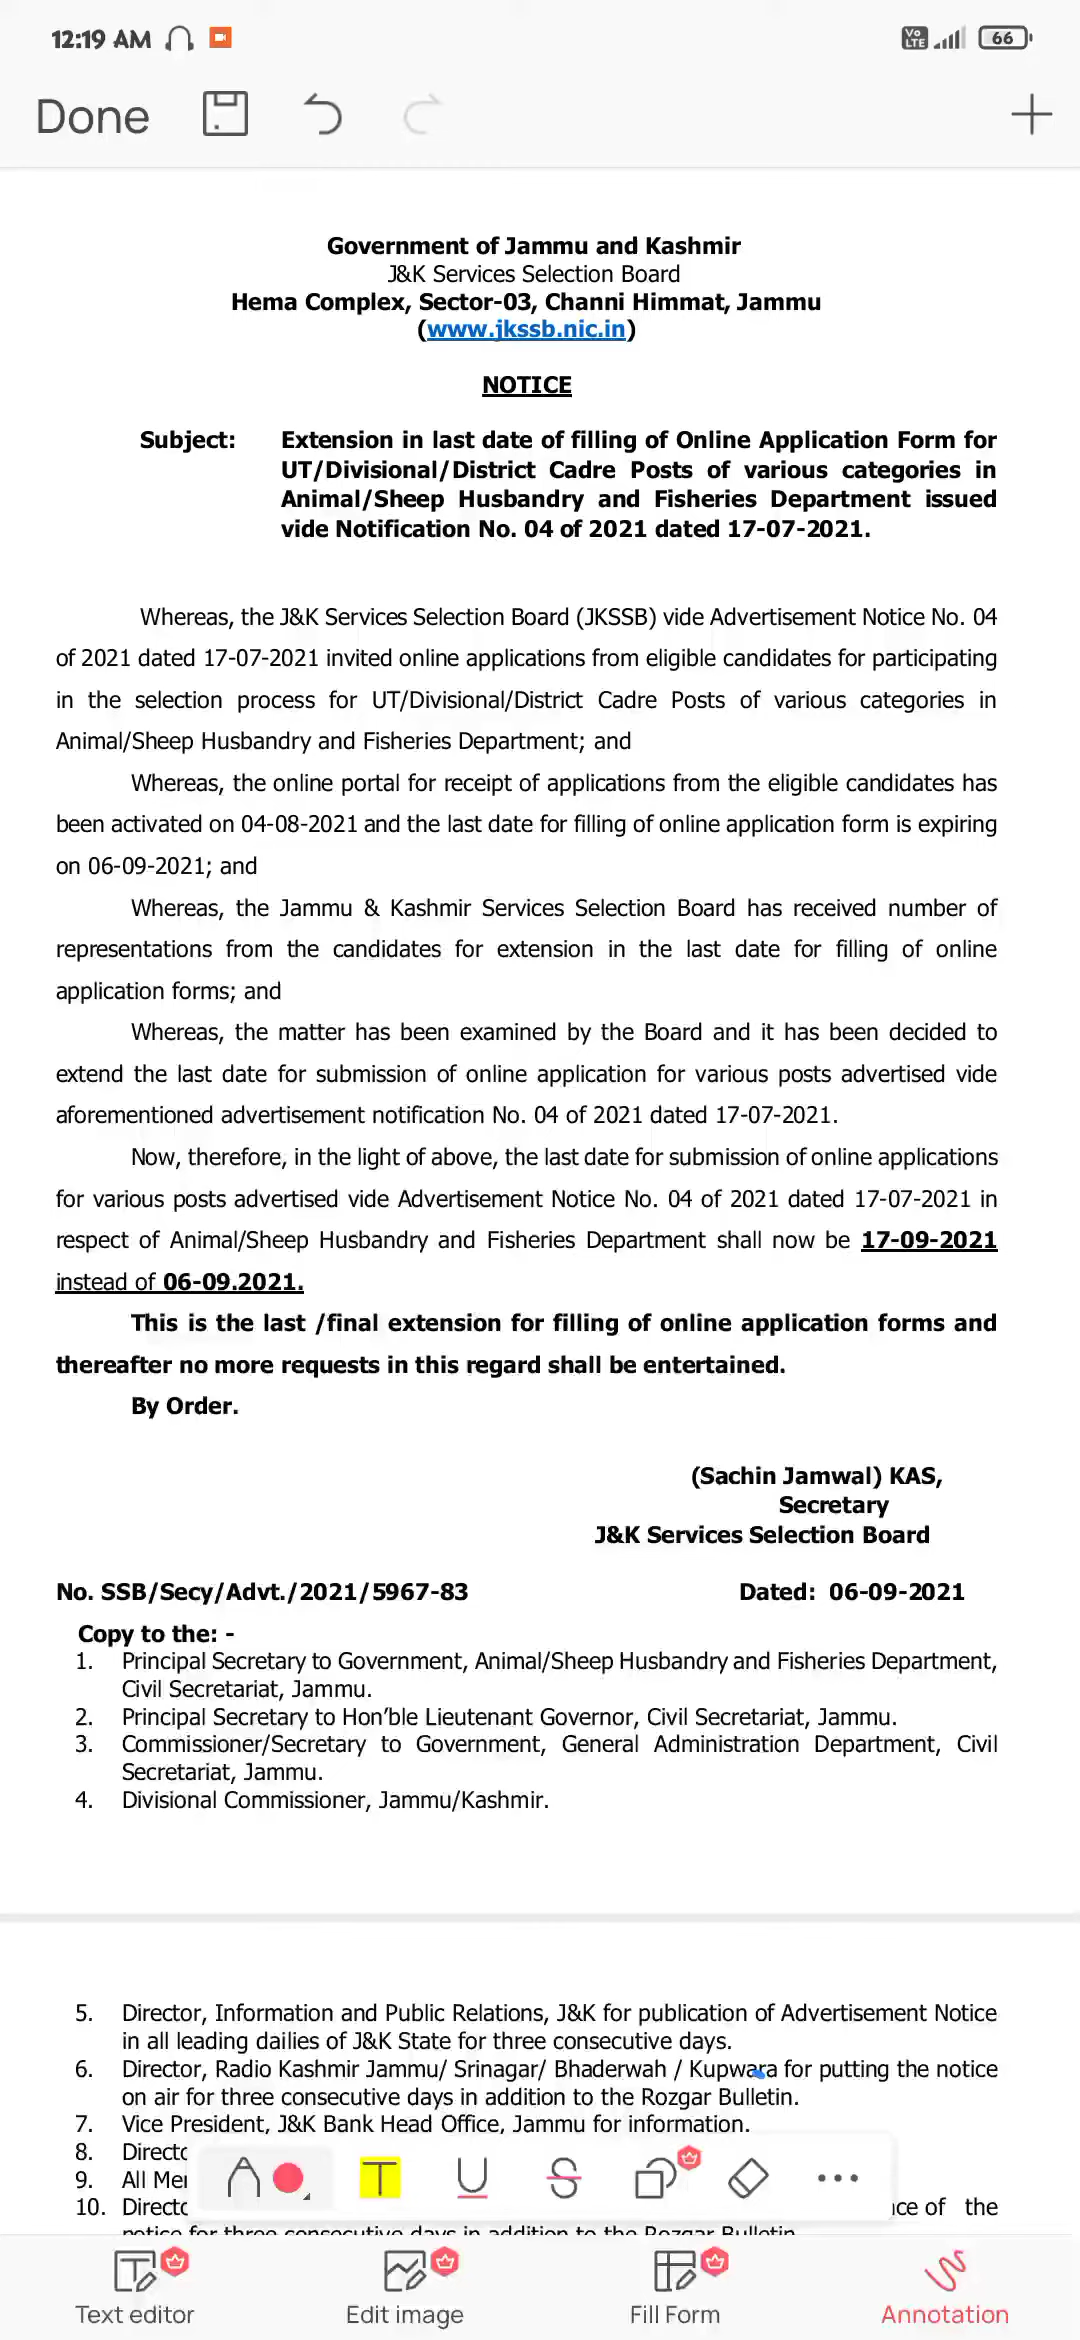 12:19 AM Vo LTE 66
Done
Government of Jammu and Kashmir
J&K Services Selection Board
Hema Complex, Sector-03, Channi Himmat, Jammu
(www.jkssb.nic.in)
NOTICE
Subject: Extension in last date of filling of Online Application Form for
UT/Divisional/District Cadre Posts of various categories in
Animal/Sheep Husbandry and Fisheries Department issued
vide Notification No. 04 of 2021 dated 17-07-2021.
Whereas, the J&K Services Selection Board (JKSSB) vide Advertisement Notice No. 04
of 2021 dated 17-07-2021 invited online applications from eligible candidates for participating
in the selection process for UT/Divisional/District Cadre Posts of various categories in
Animal/Sheep Husbandry and Fisheries Department; and
Whereas, the online portal for receipt of applications from the eligible candidates has
been activated on 04-08-2021 and the last date for filling of online application form is expiring
on 06-09-2021; and
Whereas, the Jammu & Kashmir Services Selection Board has received number of
representations from the candidates for extension in the last date for filling of online
application forms; and
Whereas, the matter has been examined by the Board and it has been decided to
extend the last date for submission of online application for various posts advertised vide
aforementioned advertisement notification No. 04 of 2021 dated 17-07-2021.
Now, therefore, in the light of above, the last date for submission of online applications
for various posts advertised vide Advertisement Notice No. 04 of 2021 dated 17-07-2021 in
respect of Animal/Sheep Husbandry and Fisheries Department shall now be 17-09-2021
instead of 06-09.2021.
This is the last /final extension for filling of online application forms and
thereafter no more requests in this regard shall be entertained.
By Order.
(Sachin Jamwal) KAS,
Secretary
J&K Services Selection Board
No. SSB/Secy/Advt./2021/5967-83 Dated: 06-09-2021
Copy to the: -
1. Principal Secretary to Government, Animal/Sheep Husbandry and Fisheries Department,
Civil Secretariat, Jammu.
2. Principal Secretary to Hon’ble Lieutenant Governor, Civil Secretariat, Jammu.
3. Commissioner/Secretary to Government, General Administration Department, Civil
Secretariat, Jammu.
4. Divisional Commissioner, Jammu/Kashmir.
5. Director, Information and Public Relations, J&K for publication of Advertisement Notice
in all leading dailies of J&K State for three consecutive days.
6. Director, Radio Kashmir Jammu/ Srinagar/ Bhaderwah / Kupwara for putting the notice
on air for three consecutive days in addition to the Rozgar Bulletin.
7. Vice President, J&K Bank Head Office, Jammu for information.
8. Directo
9. All Mer
10. Directo ce of the
notice for three consecutive days in addition to the Rozgar Bulletin
T U S
Text editor Edit image Fill Form Annotation